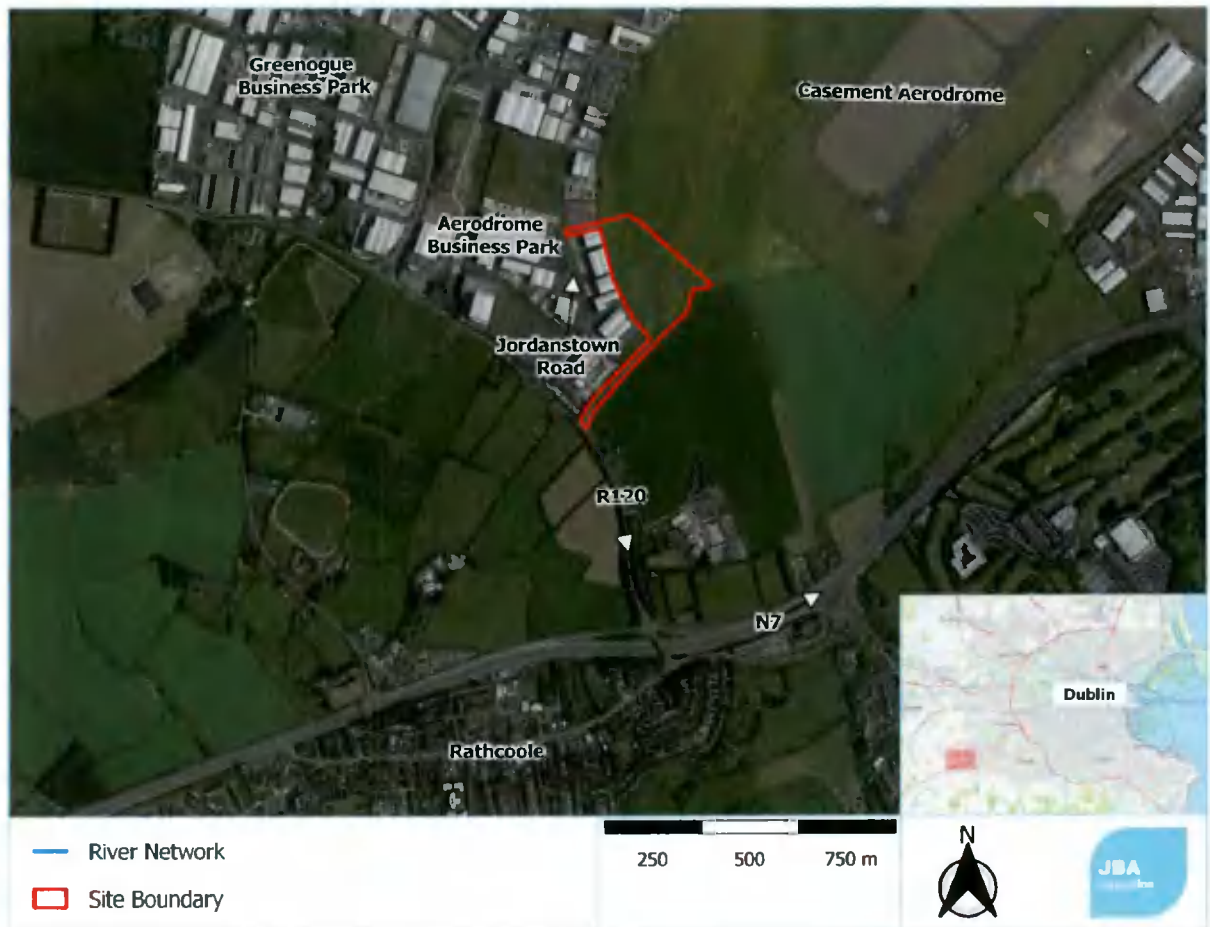 Greenogue
Business Park
Casement Aerodrome
Aerodrome
Business Park
Jordanstown
Road
R120
N7
Rathcoole
Dublin
River Network
Site Boundary
250 500 750 m
N
JBA